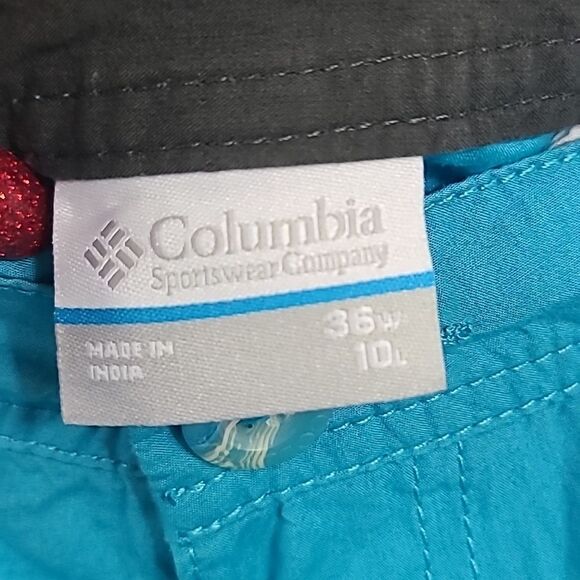 Columbia
Sportswear Company
36W
10L
MADE IN
INDIA